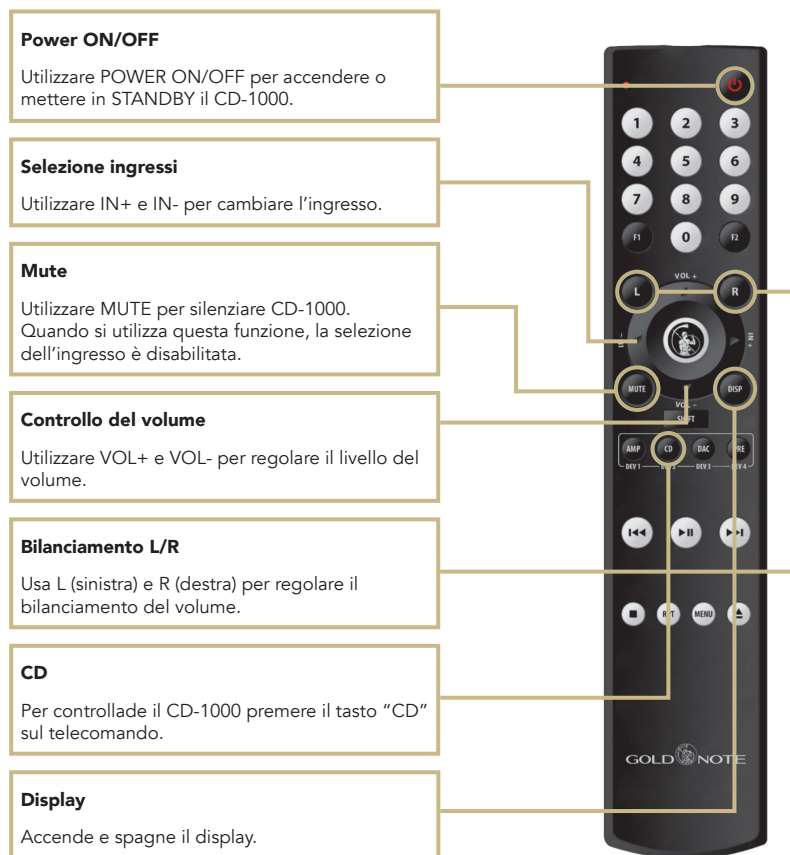 Power ON/OFF
Utilizzare POWER ON/OFF per accendere o
mettere in STANDBY il CD-1000.
Selezione ingressi
Utilizzare IN+ e IN- per cambiare l'ingresso.
Mute
Utilizzare MUTE per silenziare CD-1000.
Quando si utilizza questa funzione, la selezione
dell'ingresso è disabilitata.
Controllo del volume
Utilizzare VOL+ e VOL- per regolare il livello del
volume.
Bilanciamento L/R
Usa L (sinistra) e R (destra) per regolare il
bilanciamento del volume.
CD
Per controllade il CD-1000 premere il tasto “CD”
sul telecomando.
Display
Accende e spagne il display.
1 2 3
4 5 6
7 8 9
F1 0 F2
VOL +
L R
IN +
MUTE DISP
VOL -
SHIFT
AMP CD DAC
DEV 1 DEV 3 DEV 4
MENU
GOLD NOTE